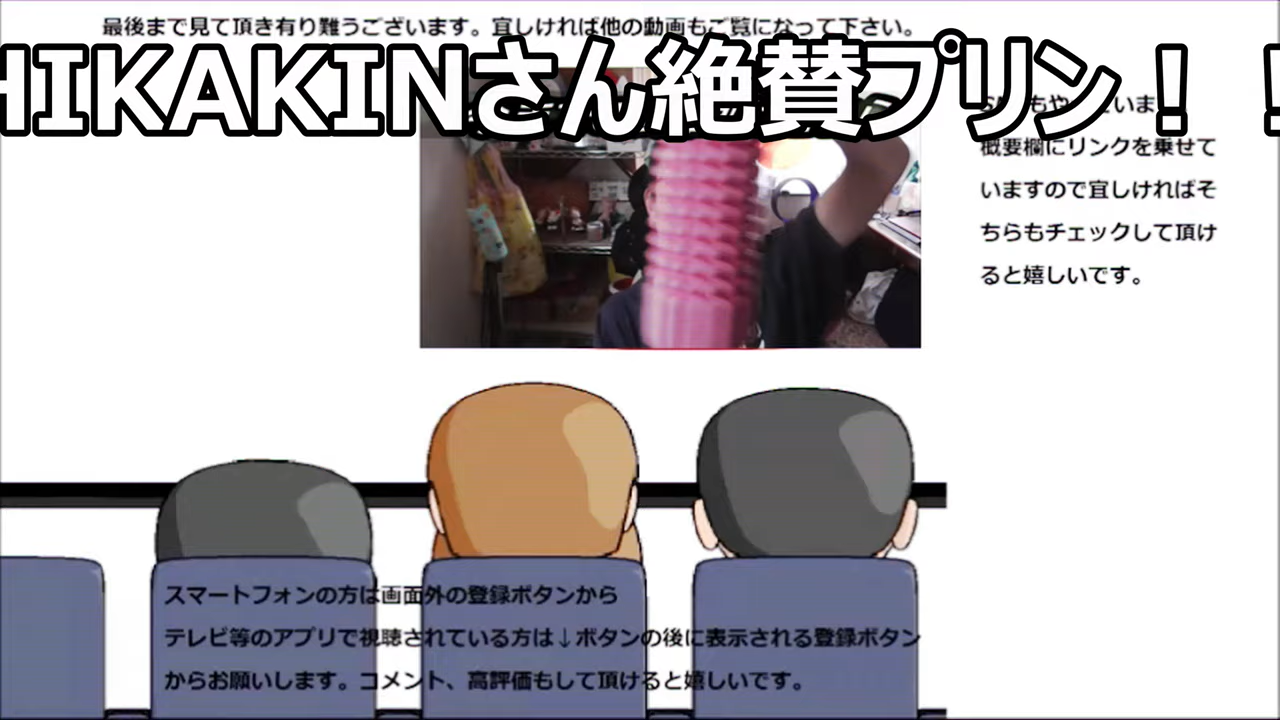 最後まで見て頂き有り難うございます。宜しければ他の動画もご覧になって下さい。
HIKAKINさん絶賛プリン！！
もや
いま
概要欄にリンクを乗せて
いますので宜しければそ
ちらもチェックして頂け
ると嬉しいです。
スマートフォンの方は画面外の登録ボタンから
テレビ等のアプリで視聴されている方は↓ボタンの後に表示される登録ボタン
からお願いします。コメント、高評価もして頂けると嬉しいです。